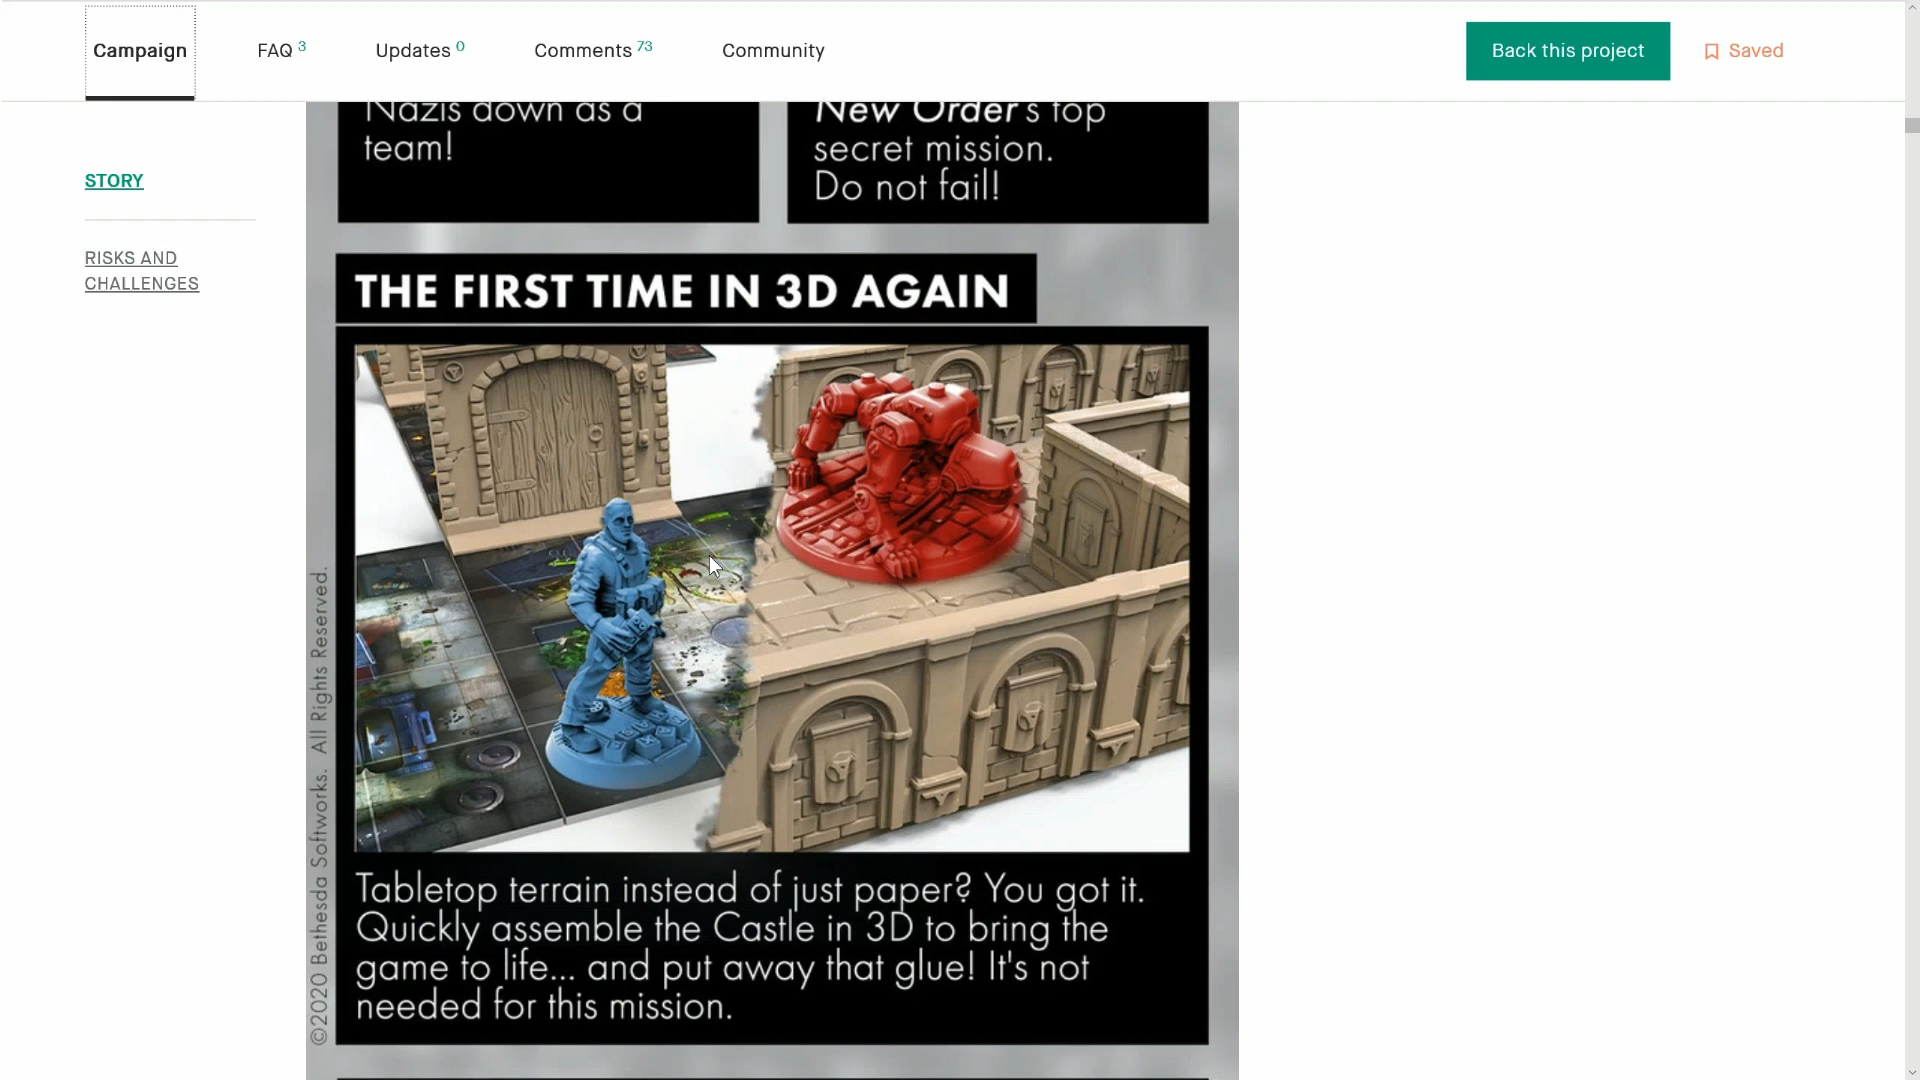 Campaign
FAQ 3
Updates 0
Comments 73
Community
Back this project
Saved
STORY
RISKS AND
CHALLENGES
Nazis down as a
team!
New Order's top
secret mission.
Do not fail!
THE FIRST TIME IN 3D AGAIN
Tabletop terrain instead of just paper? You got it.
Quickly assemble the Castle in 3D to bring the
game to life... and put away that glue! It's not
needed for this mission.
©2020 Bethesda Softworks. All Rights Reserved.